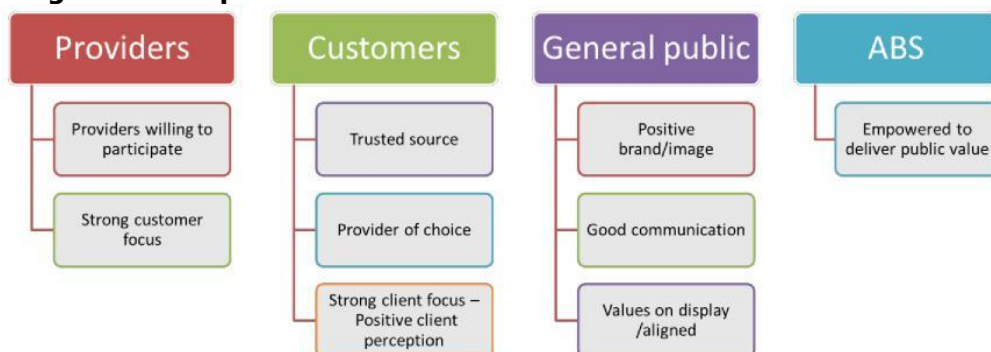 Providers
Providers willing to
participate
Strong customer
focus
Customers
Trusted source
Provider of choice
Strong client focus –
Positive client
perception
General public
Positive
brand/image
Good communication
Values on display
/aligned
ABS
Empowered to
deliver public value